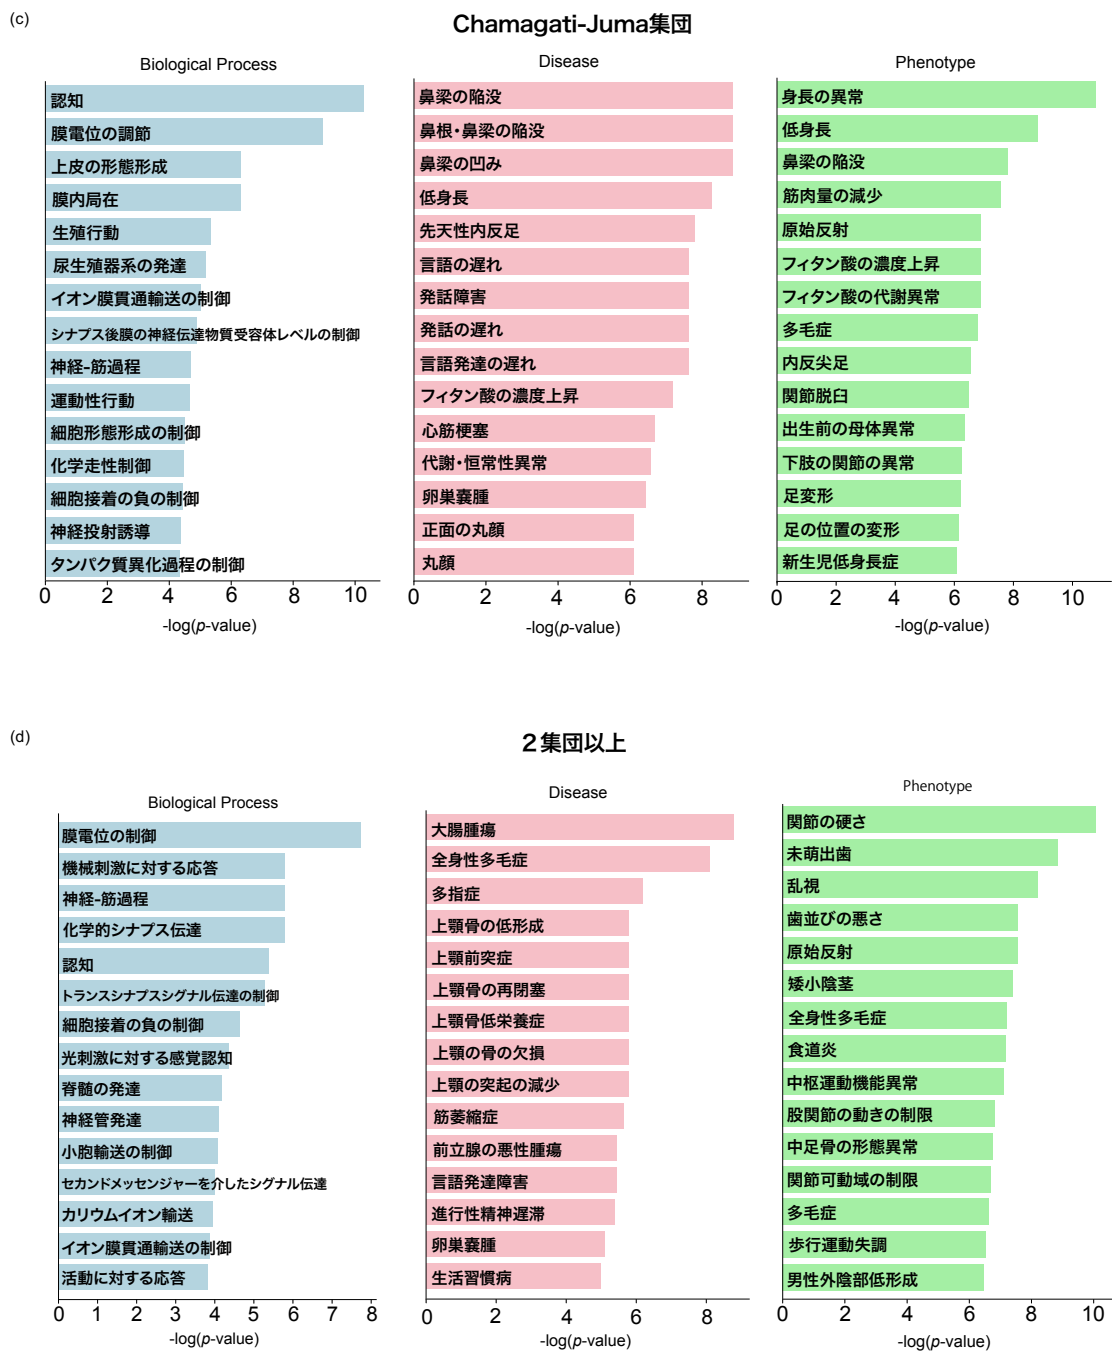 (c)
Chamagati-Juma集団
Biological Process
認知
膜電位の調節
上皮の形態形成
膜内局在
生殖行動
尿生殖器系の発達
イオン膜貫通輸送の制御
シナプス後膜の神経伝達物質受容体レベルの制御
神経-筋過程
運動性行動
細胞形態形成の制御
化学走性制御
細胞接着の負の制御
神経投射誘導
タンパク質異化過程の制御
0 2 4 6 8 10
-log(p-value)
Disease
鼻梁の陥没
鼻根・鼻梁の陥没
鼻梁の凹み
低身長
先天性内反足
言語の遅れ
発話障害
発話の遅れ
言語発達の遅れ
フィタン酸の濃度上昇
心筋梗塞
代謝・恒常性異常
卵巣嚢腫
正面の丸顔
丸顔
0 2 4 6 8
-log(p-value)
Phenotype
身長の異常
低身長
鼻梁の陥没
筋肉量の減少
原始反射
フィタン酸の濃度上昇
フィタン酸の代謝異常
多毛症
内反尖足
関節脱臼
出生前の母体異常
下肢の関節の異常
足変形
足の位置の変形
新生児低身長症
0 2 4 6 8 10
-log(p-value)
(d)
２集団以上
Biological Process
膜電位の制御
機械刺激に対する応答
神経-筋過程
化学的シナプス伝達
認知
トランスシナプスシグナル伝達の制御
細胞接着の負の制御
光刺激に対する感覚認知
脊髄の発達
神経管発達
小胞輸送の制御
セカンドメッセンジャーを介したシグナル伝達
カリウムイオン輸送
イオン膜貫通輸送の制御
活動に対する応答
0 1 2 3 4 5 6 7 8
-log(p-value)
Disease
大腸腫瘍
全身性多毛症
多指症
上顎骨の低形成
上顎前突症
上顎骨の再閉塞
上顎骨低栄養症
上顎の骨の欠損
上顎の突起の減少
筋萎縮症
前立腺の悪性腫瘍
言語発達障害
進行性精神遅滞
卵巣嚢腫
生活習慣病
0 2 4 6 8
-log(p-value)
Phenotype
関節の硬さ
未萌出歯
乱視
歯並びの悪さ
原始反射
矮小陰茎
全身性多毛症
食道炎
中枢運動機能異常
股関節の動きの制限
中足骨の形態異常
関節可動域の制限
多毛症
歩行運動失調
男性外陰部低形成
0 2 4 6 8 10
-log(p-value)